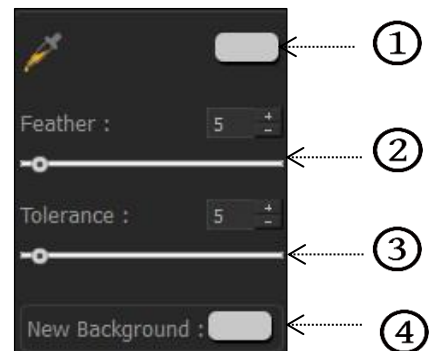 ①
Feather : 5 + -
②
Tolerance : 5 + -
③
New Background :
④